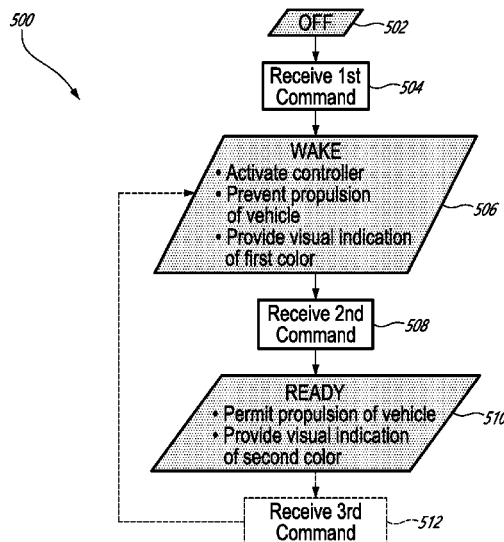 500
OFF
502
Receive 1st
Command
504
WAKE
• Activate controller
• Prevent propulsion
of vehicle
• Provide visual indication
of first color
506
Receive 2nd
Command
508
READY
• Permit propulsion of vehicle
• Provide visual indication
of second color
510
Receive 3rd
Command
512